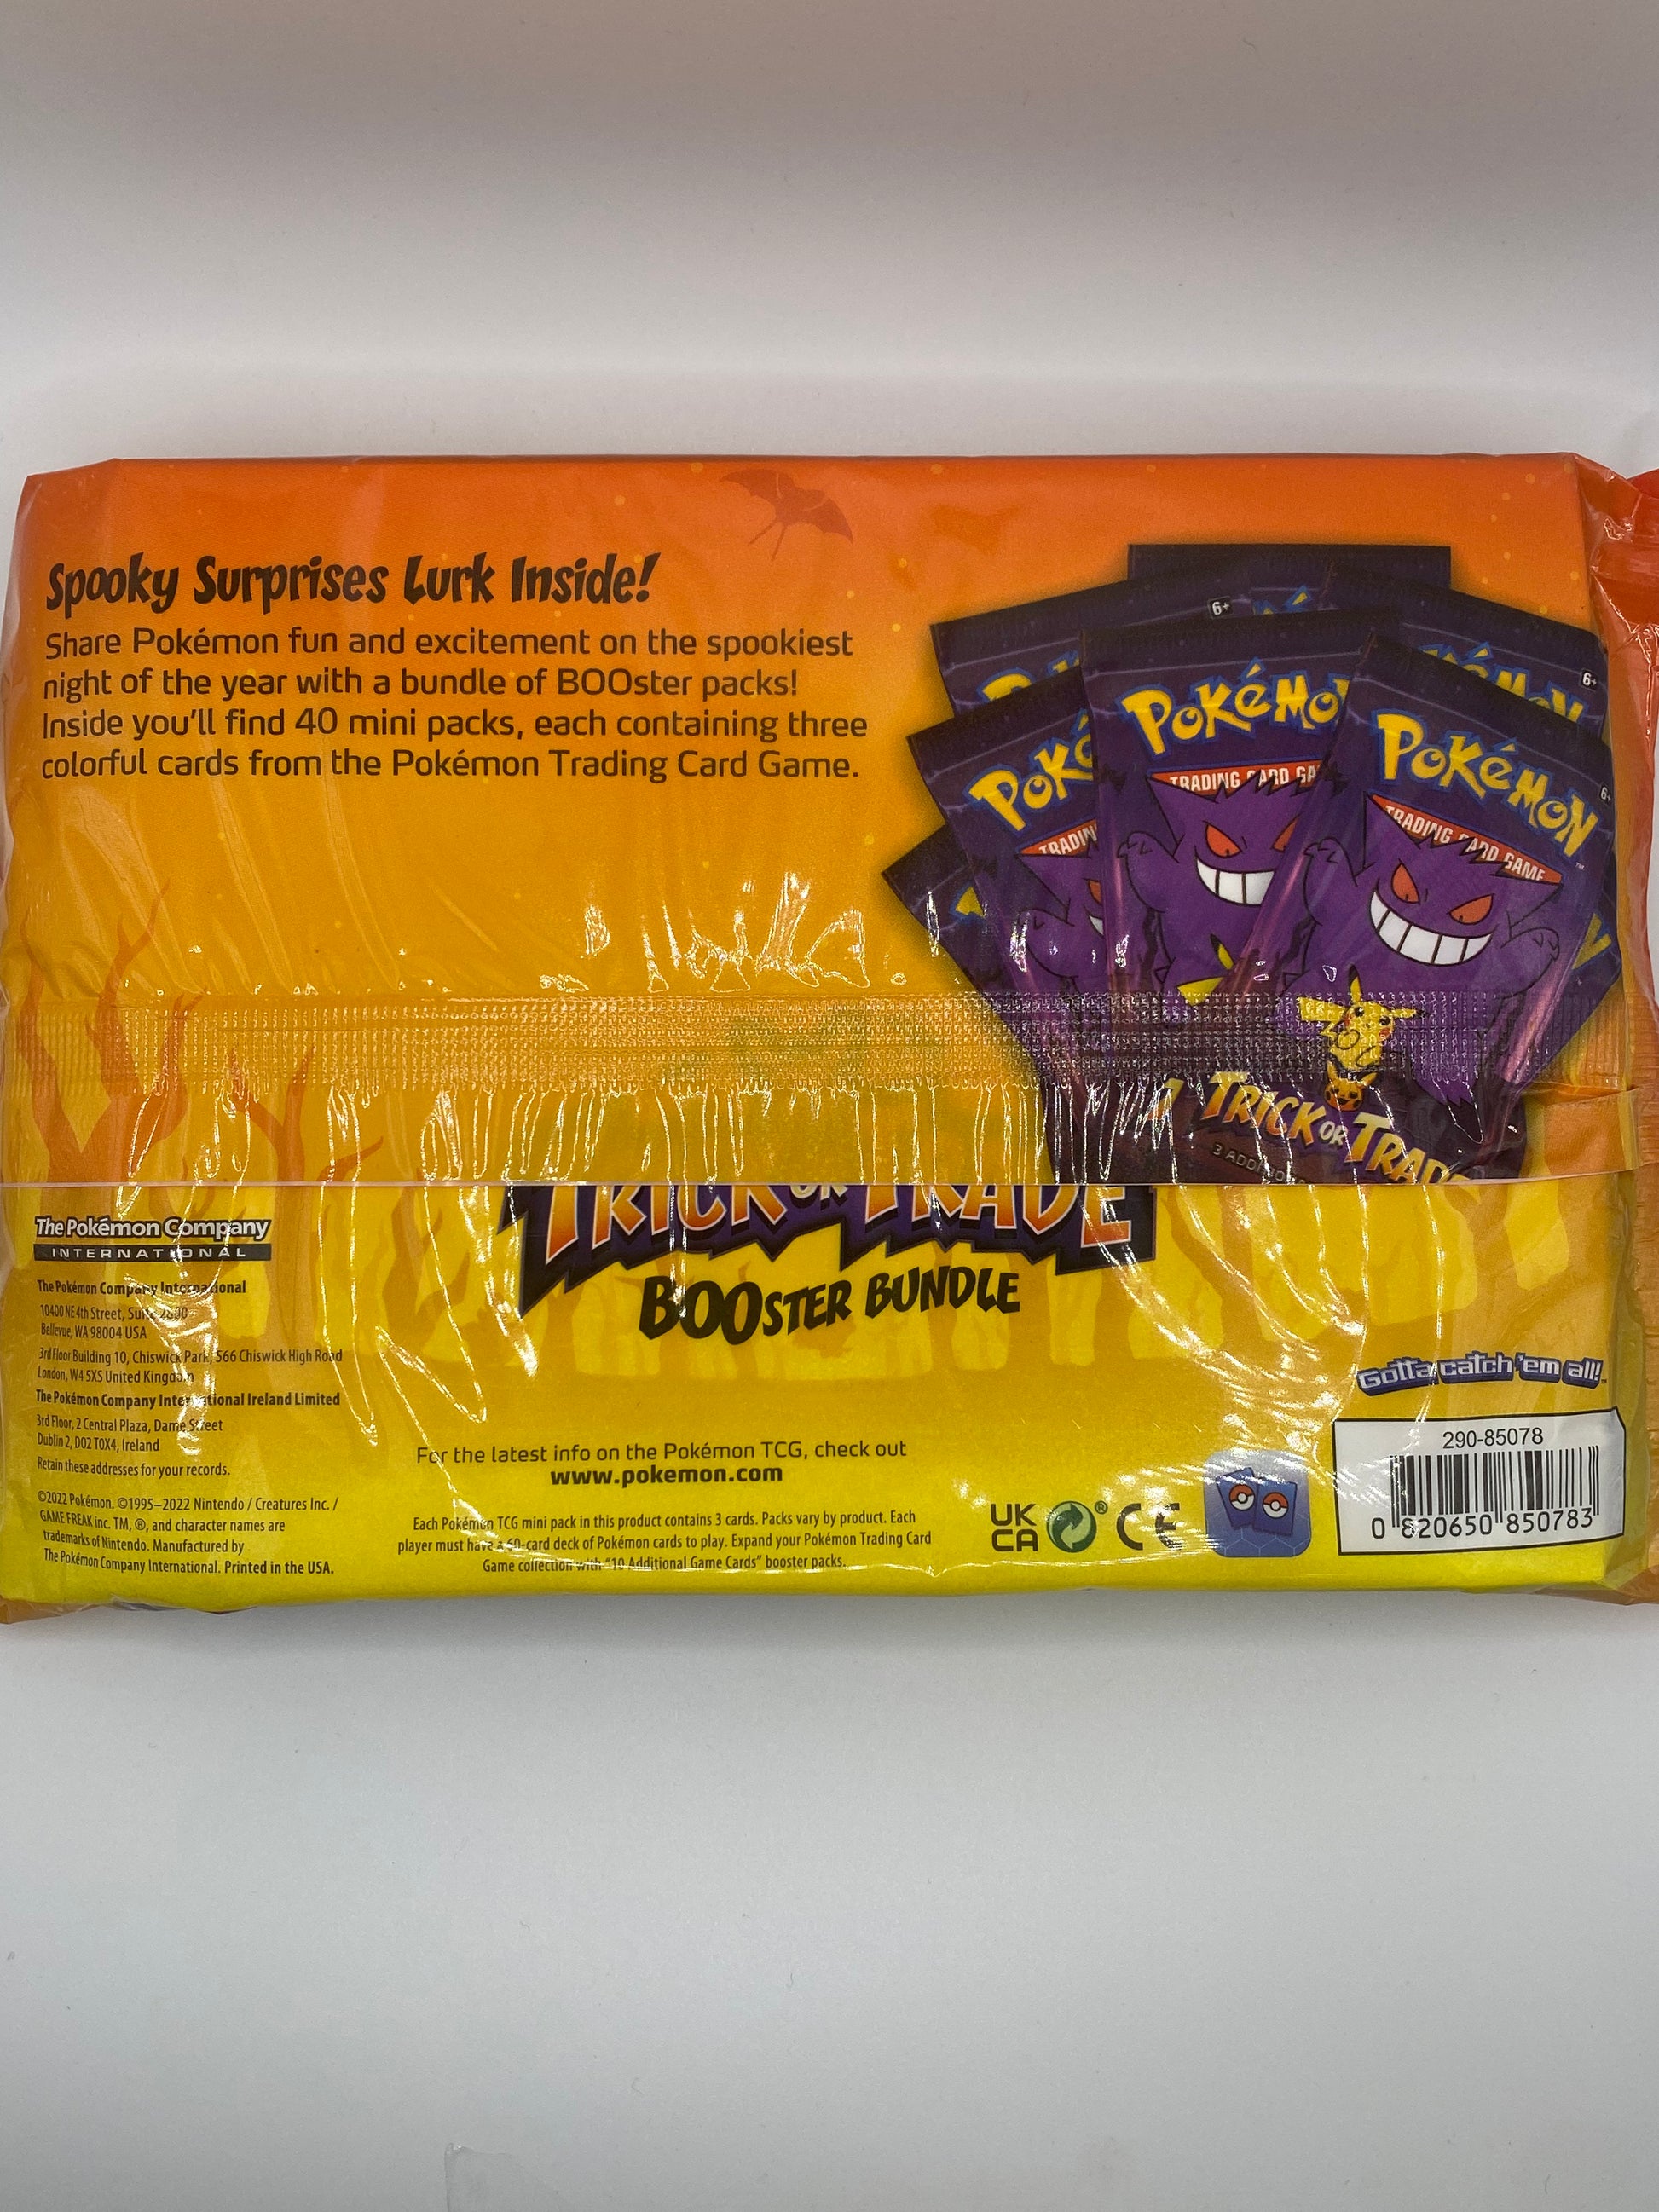 Spooky Surprises Lurk Inside!
Share Pokémon fun and excitement on the spookiest
night of the year with a bundle of BOOster packs!
Inside you'll find 40 mini packs, each containing three
colorful cards from the Pokémon Trading Card Game.
6+
6+
6+
POKéMON
TRADING CARD GAME
POKéMON
TRADING CARD GAME
™
TRICK OR TRADE
TRICK OR TRADE
BOOSTER BUNDLE
The Pokémon Company
INTERNATIONAL
The Pokémon Company International
10400 NE 4th Street, Suite 2800
Bellevue, WA 98004 USA
3rd Floor Building 10, Chiswick Park, 566 Chiswick High Road
London, W4 5XS United Kingdom
The Pokémon Company International Ireland Limited
3rd Floor, 2 Central Plaza, Dame Street
Dublin 2, D02 T0X4, Ireland
Retain these addresses for your records.
©2022 Pokémon. ©1995–2022 Nintendo / Creatures Inc. /
GAME FREAK inc. TM, ®, and character names are
trademarks of Nintendo. Manufactured by
The Pokémon Company International. Printed in the USA.
For the latest info on the Pokémon TCG, check out
www.pokemon.com
Each Pokémon TCG mini pack in this product contains 3 cards. Packs vary by product. Each
player must have a 60-card deck of Pokémon cards to play. Expand your Pokémon Trading Card
Game collection with "10 Additional Game Cards" booster packs.
UK
CA
®
CE
Gotta catch 'em all!
290-85078
0 820650 850783